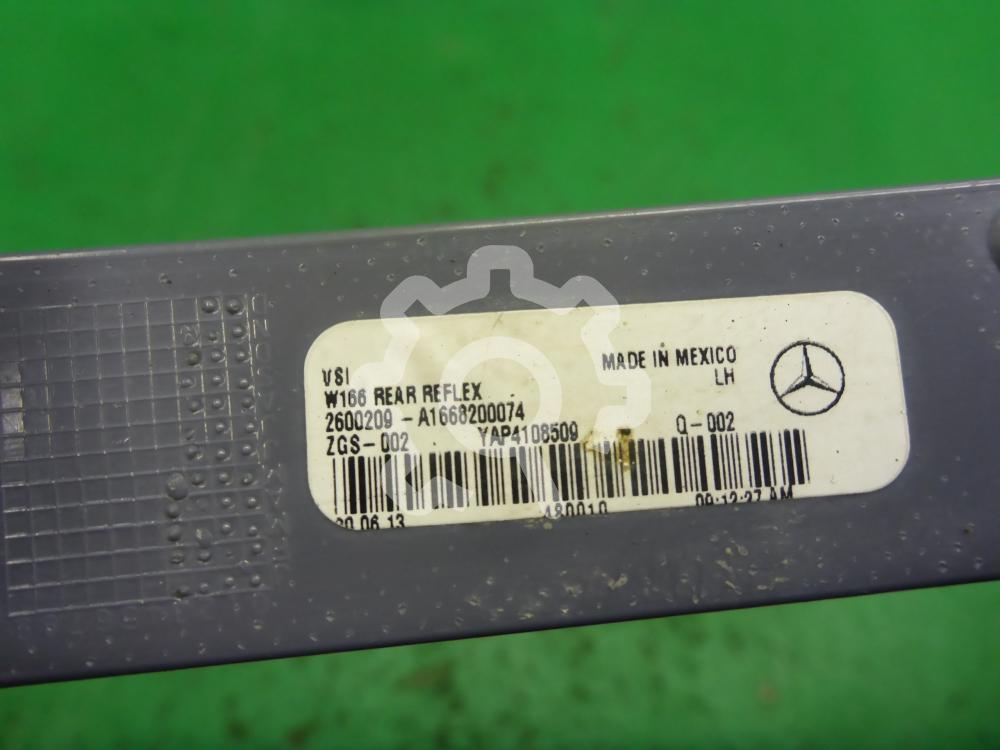 VSI MADE IN MEXICO
W166 REAR REFLEX LH
2600209-A1668200074
ZGS-002 YAP4108509 Q-002
20.06.13 480010 09:12:27 AM